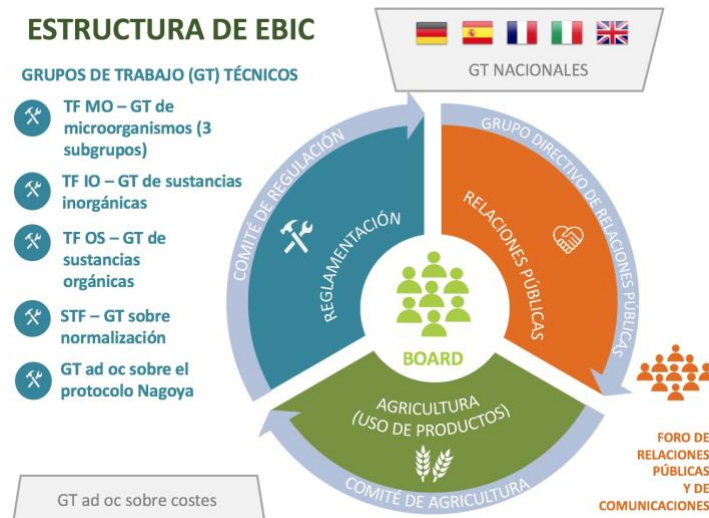 ESTRUCTURA DE EBIC
GRUPOS DE TRABAJO (GT) TÉCNICOS
TF MO – GT de
microorganismos (3
subgrupos)
TF IO – GT de sustancias
inorgánicas
TF OS – GT de
sustancias
orgánicas
STF – GT sobre
normalización
GT ad oc sobre el
protocolo Nagoya
GT ad oc sobre costes
GT NACIONALES
COMITÉ DE REGULACIÓN
REGLAMENTACIÓN
GRUPO DIRECTIVO DE RELACIONES PÚBLICAS
RELACIONES PÚBLICAS
BOARD
AGRICULTURA
(USO DE PRODUCTOS)
COMITÉ DE AGRICULTURA
FORO DE
RELACIONES
PÚBLICAS
Y DE
COMUNICACIONES